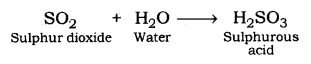 SO₂ + H₂O ⟶ H₂SO₃
Sulphur dioxide Water Sulphurous
acid